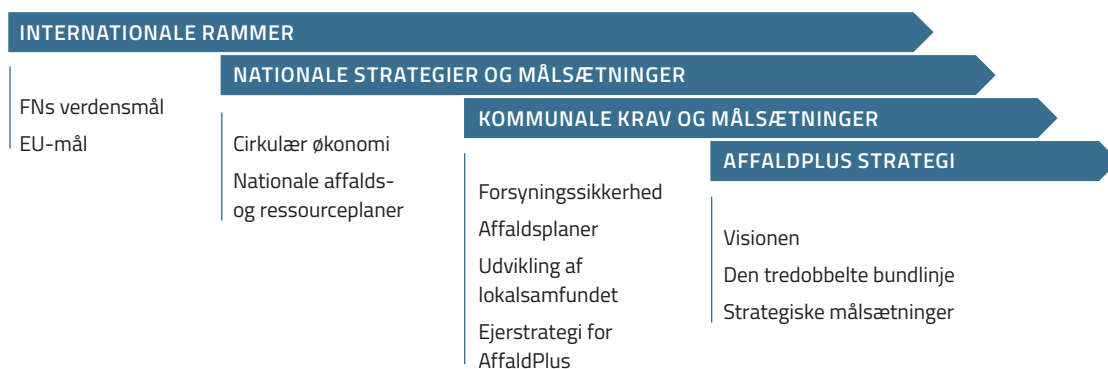 INTERNATIONALE RAMMER
FNs verdensmål
EU-mål
NATIONALE STRATEGIER OG MÅLSÆTNINGER
Cirkulær økonomi
Nationale affalds-
og ressourceplaner
KOMMUNALE KRAV OG MÅLSÆTNINGER
Forsyningssikkerhed
Affaldsplaner
Udvikling af
lokalsamfundet
Ejerstrategi for
AffaldPlus
AFFALDPLUS STRATEGI
Visionen
Den tredobbelte bundlinje
Strategiske målsætninger